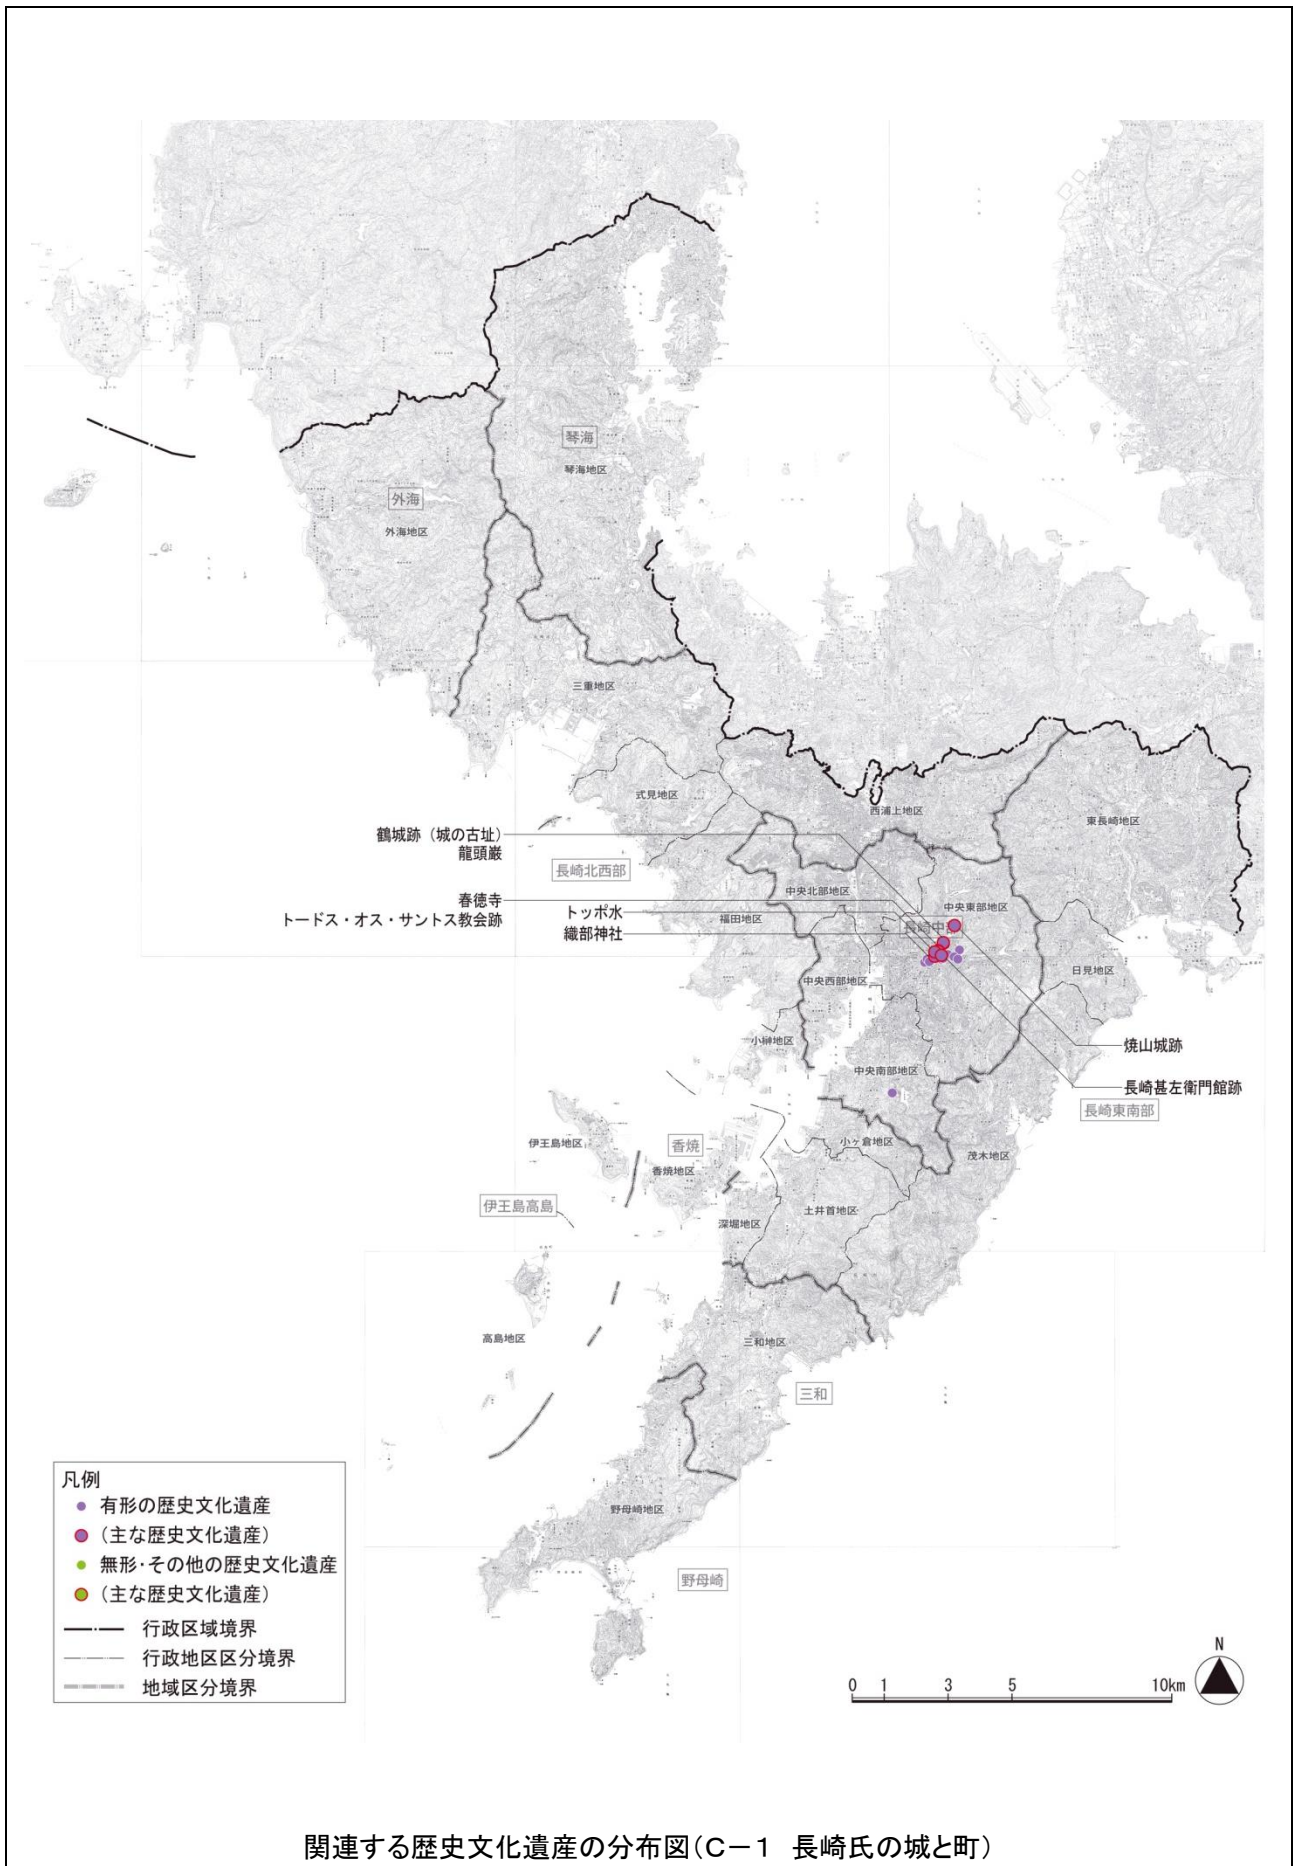 琴海
琴海地区
外海
外海地区
三重地区
式見地区
西浦上地区
東長崎地区
鶴城跡（城の古址）
龍頭巌
長崎北西部
春徳寺
トードス・オス・サントス教会跡
トッポ水
織部神社
中央北部地区
福田地区
中央東部地区
長崎中部
日見地区
中央西部地区
小榊地区
焼山城跡
中央南部地区
長崎甚左衛門館跡
長崎東南部
伊王島地区
香焼
香焼地区
小ヶ倉地区
茂木地区
伊王島高島
深堀地区
土井首地区
高島地区
三和地区
三和
野母崎地区
野母崎
凡例
有形の歴史文化遺産
（主な歴史文化遺産）
無形・その他の歴史文化遺産
（主な歴史文化遺産）
行政区域境界
行政地区区分境界
地域区分境界
N
0 1 3 5 10km
関連する歴史文化遺産の分布図（C－1　長崎氏の城と町）